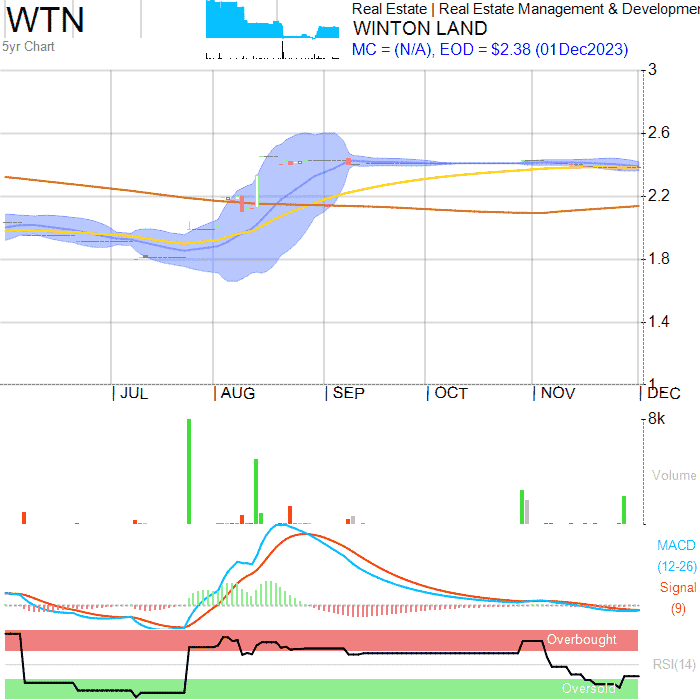 WTN
5yr Chart
Real Estate | Real Estate Management & Developmen
WINTON LAND
MC = (N/A), EOD = $2.38 (01Dec2023)
3
2.6
2.2
1.8
1.4
1
JUL AUG SEP OCT NOV DEC
8k
Volume
MACD
(12-26)
Signal
(9)
Overbought
RSI(14)
Oversold